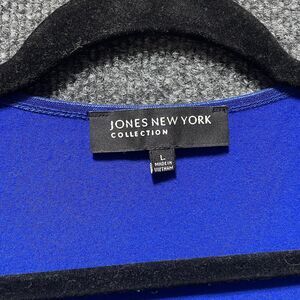 JONES NEW YORK
COLLECTION
L
MADE IN
VIETNAM